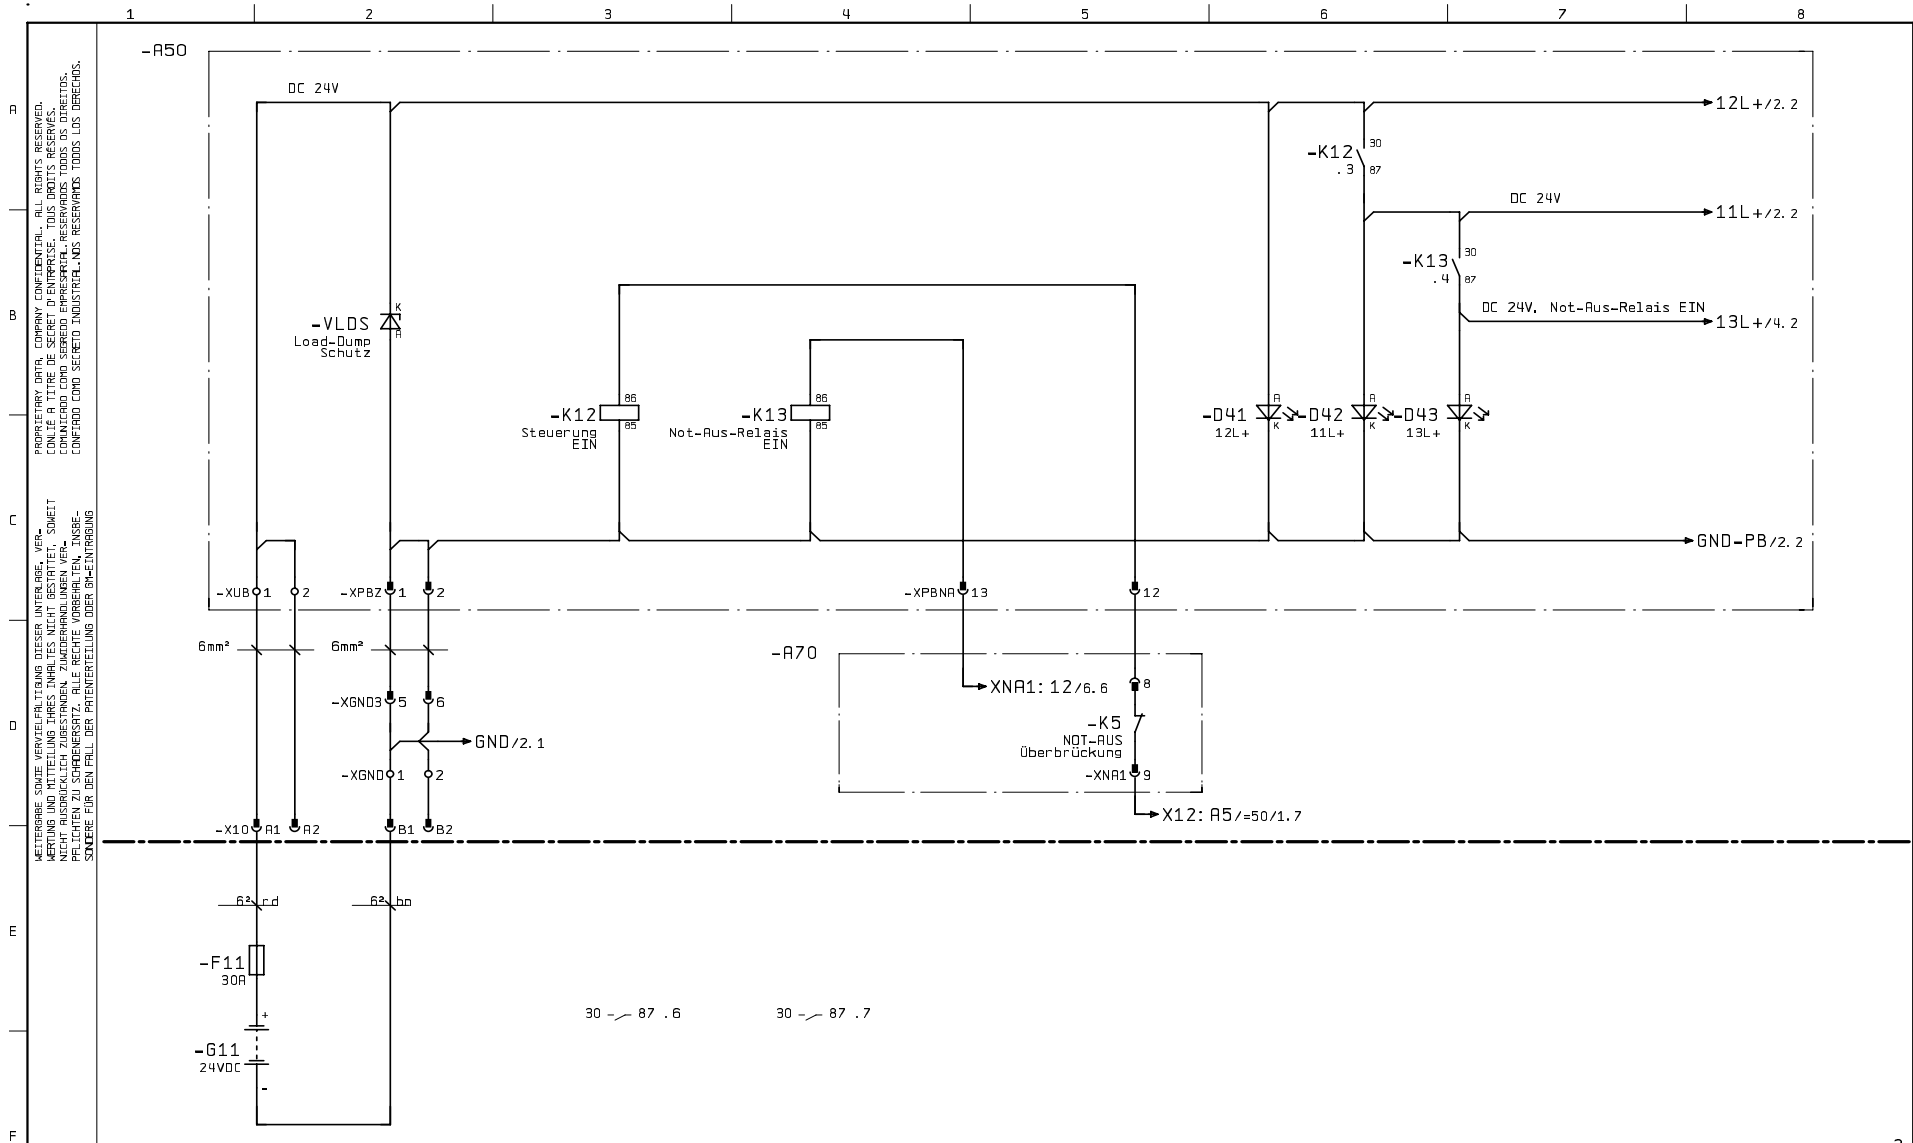 1 2 3 4 5 6 7 8
A
B
C
D
E
F
PROPRIETARY DATA, COMPANY CONFIDENTIAL. ALL RIGHTS RESERVED.
CONLIÉ A TITRE DE SECRET D'ENTRPRISE. TOUS DROITS RÉSERVÉS.
COMUNICADO COMO SEGREDO EMPRESARIAL. RESERVADOS TODOS OS DIREITOS.
CONFIADO COMO SECRETO INDUSTRIAL. NOS RESERVAMOS TODOS LOS DERECHOS.
WEITERGABE SOWIE VERVIELFÄLTIGUNG DIESER UNTERLAGE, VER-
WERTUNG UND MITTEILUNG IHRES INHALTES NICHT GESTATTET, SOWEIT
NICHT AUSDRÜCKLICH ZUGESTANDEN. ZUWIDERHANDLUNGEN VER-
PFLICHTEN ZU SCHADENERSATZ. ALLE RECHTE VORBEHALTEN, INSBE-
SONDERE FÜR DEN FALL DER PATENTERTEILUNG ODER GM-EINTRAGUNG
-A50
DC 24V
12L+/2.2
-K12 30
.3 87
DC 24V
11L+/2.2
-K13 30
.4 87
DC 24V, Not-Aus-Relais EIN
13L+/4.2
K
-VLDS
A
Load-Dump
Schutz
86
-K12
85
Steuerung
EIN
86
-K13
85
Not-Aus-Relais
EIN
A
-D41
K
12L+
A
-D42
K
11L+
A
-D43
K
13L+
GND-PB/2.2
-XUB 1 2
-XPBZ 1 2
-XPBNA 13 12
6mm² 6mm²
-A70
XNA1:12/6.6
8
-XGND3 5 6
-K5
NOT-AUS
Überbrückung
GND/2.1
-XGND 1 2
-XNA1 9
X12:A5/=50/1.7
-X10 A1 A2 B1 B2
6² rd 6² bn
-F11
30A
30 87 .6
30 87 .7
+
-G11
24VDC
-